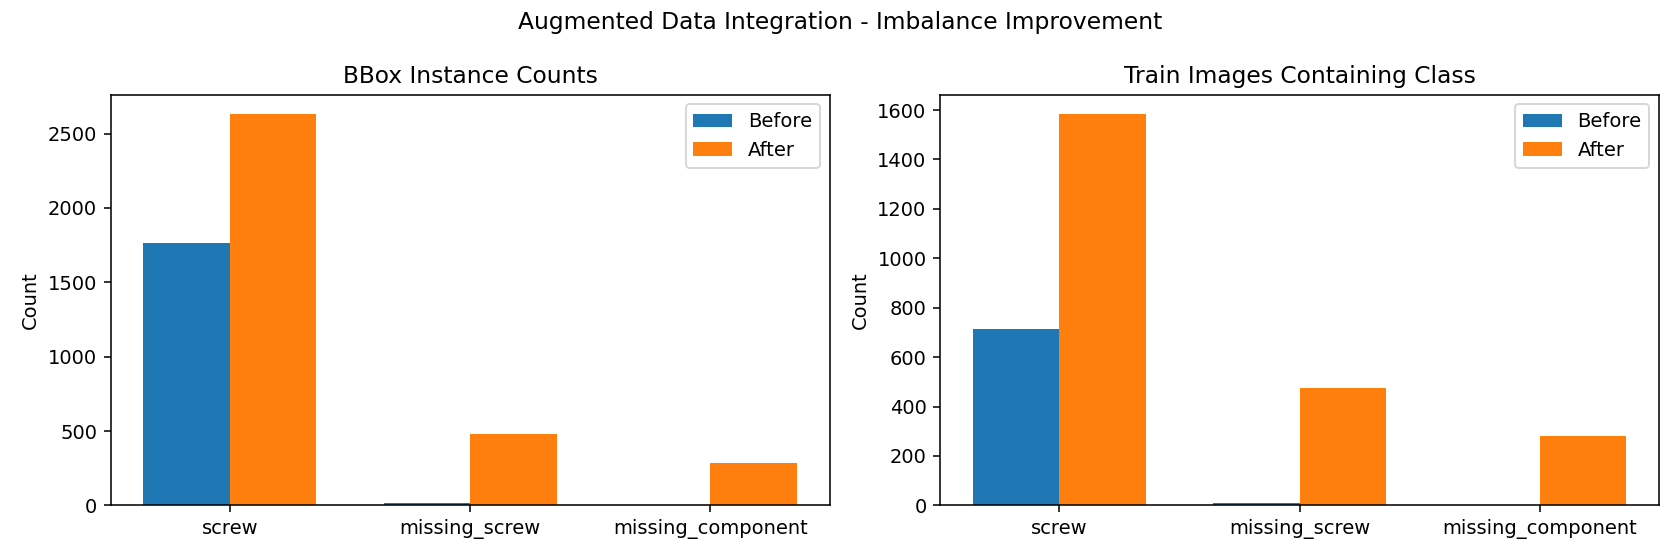 Augmented Data Integration - Imbalance Improvement
BBox Instance Counts
Count
2500
2000
1500
1000
500
0
screw
missing_screw
missing_component
Before
After
Train Images Containing Class
Count
1600
1400
1200
1000
800
600
400
200
0
screw
missing_screw
missing_component
Before
After